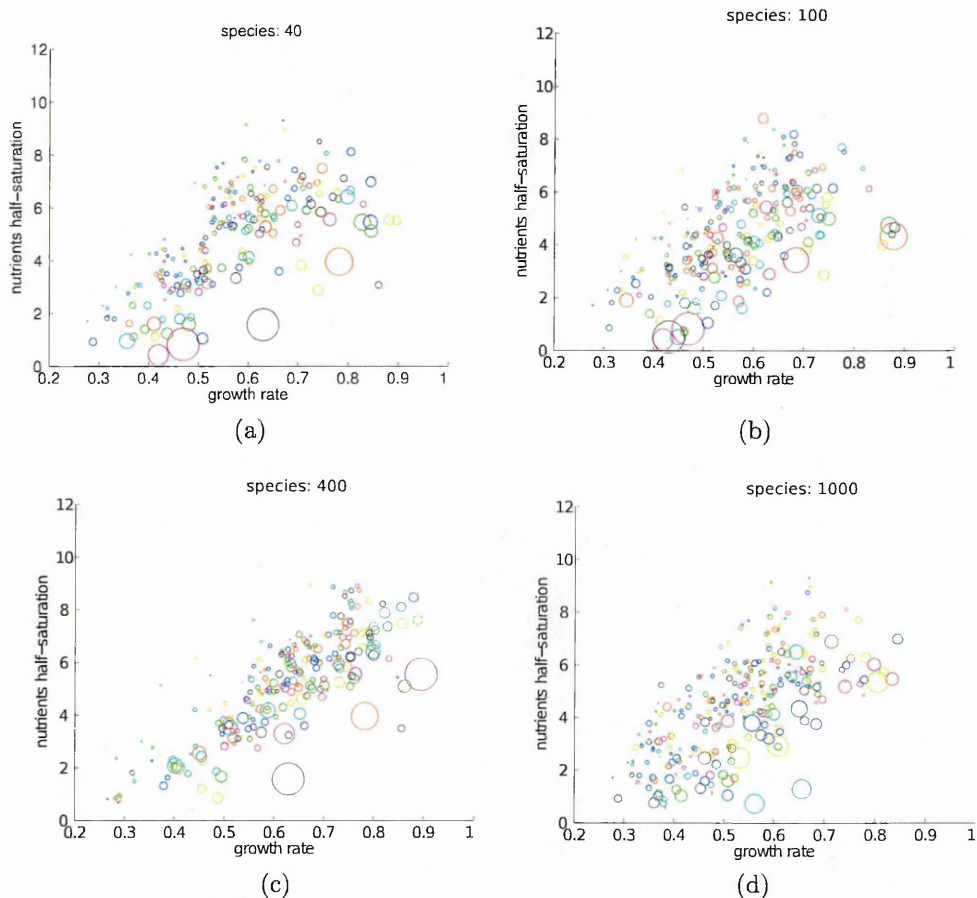 species: 40
12
10
8
6
4
2
0
nutrients half-saturation
0.2 0.3 0.4 0.5 0.6 0.7 0.8 0.9 1
growth rate
(a)
species: 100
12
10
8
6
4
2
0
nutrients half-saturation
0.2 0.3 0.4 0.5 0.6 0.7 0.8 0.9 1
growth rate
(b)
species: 400
12
10
8
6
4
2
0
nutrients half-saturation
0.2 0.3 0.4 0.5 0.6 0.7 0.8 0.9 1
growth rate
(c)
species: 1000
12
10
8
6
4
2
0
nutrients half-saturation
0.2 0.3 0.4 0.5 0.6 0.7 0.8 0.9 1
growth rate
(d)